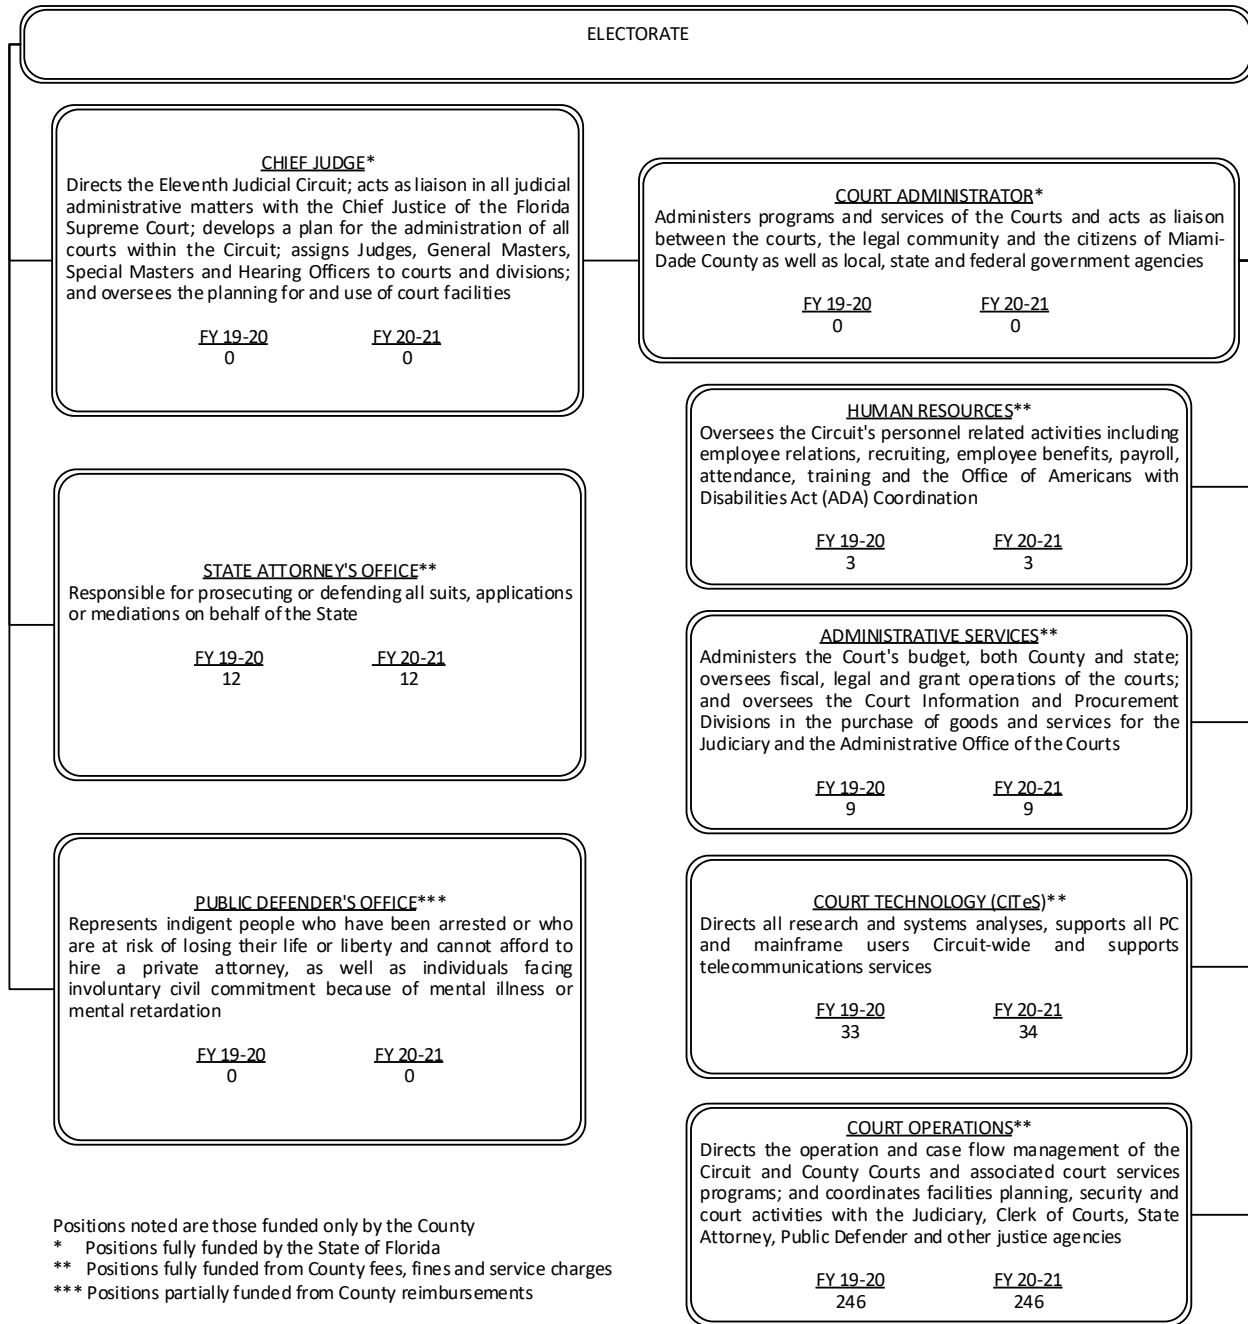 ELECTORATE
CHIEF JUDGE*
Directs the Eleventh Judicial Circuit; acts as liaison in all judicial
administrative matters with the Chief Justice of the Florida
Supreme Court; develops a plan for the administration of all
courts within the Circuit; assigns Judges, General Masters,
Special Masters and Hearing Officers to courts and divisions;
and oversees the planning for and use of court facilities
FY 19-20 FY 20-21
0 0
COURT ADMINISTRATOR*
Administers programs and services of the Courts and acts as liaison
between the courts, the legal community and the citizens of Miami-
Dade County as well as local, state and federal government agencies
FY 19-20 FY 20-21
0 0
HUMAN RESOURCES**
Oversees the Circuit's personnel related activities including
employee relations, recruiting, employee benefits, payroll,
attendance, training and the Office of Americans with
Disabilities Act (ADA) Coordination
FY 19-20 FY 20-21
3 3
STATE ATTORNEY'S OFFICE**
Responsible for prosecuting or defending all suits, applications
or mediations on behalf of the State
FY 19-20 FY 20-21
12 12
ADMINISTRATIVE SERVICES**
Administers the Court's budget, both County and state;
oversees fiscal, legal and grant operations of the courts;
and oversees the Court Information and Procurement
Divisions in the purchase of goods and services for the
Judiciary and the Administrative Office of the Courts
FY 19-20 FY 20-21
9 9
PUBLIC DEFENDER'S OFFICE***
Represents indigent people who have been arrested or who
are at risk of losing their life or liberty and cannot afford to
hire a private attorney, as well as individuals facing
involuntary civil commitment because of mental illness or
mental retardation
FY 19-20 FY 20-21
0 0
COURT TECHNOLOGY (CITeS)**
Directs all research and systems analyses, supports all PC
and mainframe users Circuit-wide and supports
telecommunications services
FY 19-20 FY 20-21
33 34
COURT OPERATIONS**
Directs the operation and case flow management of the
Circuit and County Courts and associated court services
programs; and coordinates facilities planning, security and
court activities with the Judiciary, Clerk of Courts, State
Attorney, Public Defender and other justice agencies
FY 19-20 FY 20-21
246 246
Positions noted are those funded only by the County
* Positions fully funded by the State of Florida
** Positions fully funded from County fees, fines and service charges
*** Positions partially funded from County reimbursements